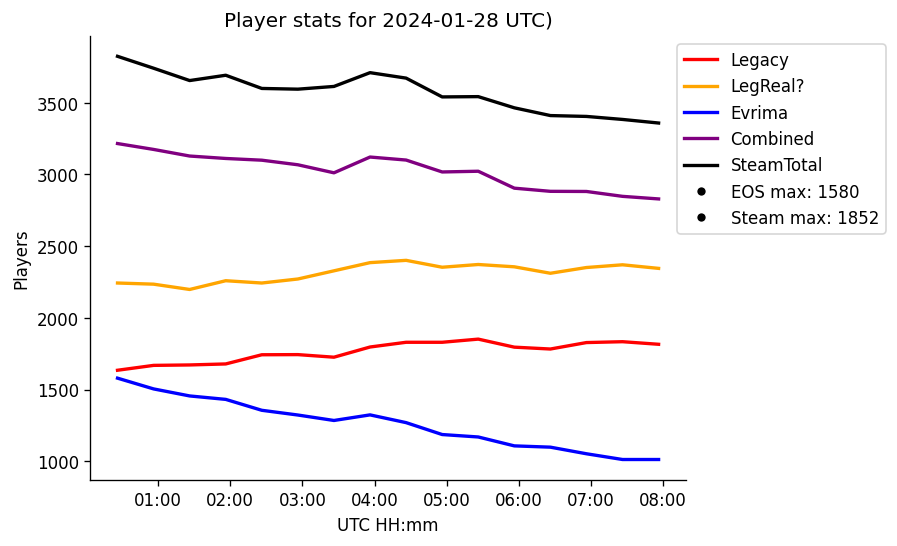 Player stats for 2024-01-28 UTC)
Legacy
LegReal?
Evrima
Combined
SteamTotal
EOS max: 1580
Steam max: 1852
Players
3500
3000
2500
2000
1500
1000
01:00 02:00 03:00 04:00 05:00 06:00 07:00 08:00
UTC HH:mm